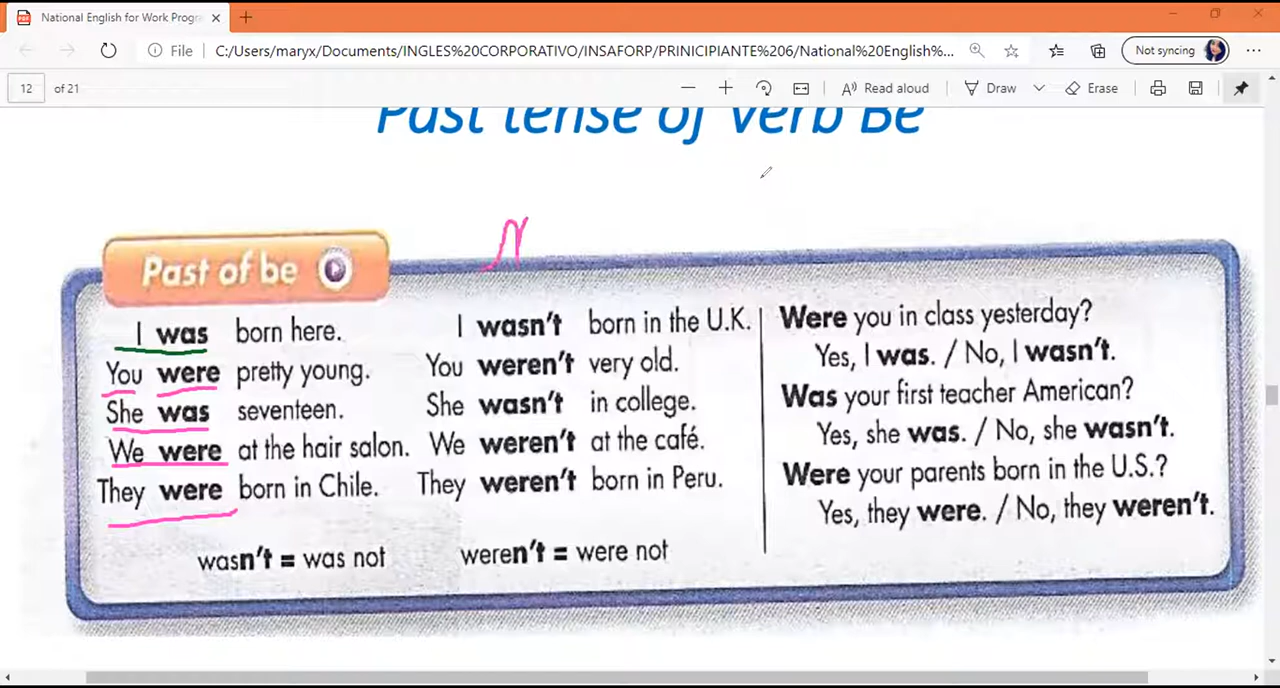 National English for Work Progra
File
C:/Users/maryx/Documents/INGLES%20CORPORATIVO/INSAFORP/PRINICIPIANTE%206/National%20English%...
Not syncing
12 of 21
Read aloud
Draw
Erase
Past tense of Verb Be
N
Past of be
I was born here.
You were pretty young.
She was seventeen.
We were at the hair salon.
They were born in Chile.
wasn't = was not
I wasn't born in the U.K.
You weren't very old.
She wasn't in college.
We weren't at the café.
They weren't born in Peru.
weren't = were not
Were you in class yesterday?
Yes, I was. / No, I wasn't.
Was your first teacher American?
Yes, she was. / No, she wasn't.
Were your parents born in the U.S.?
Yes, they were. / No, they weren't.